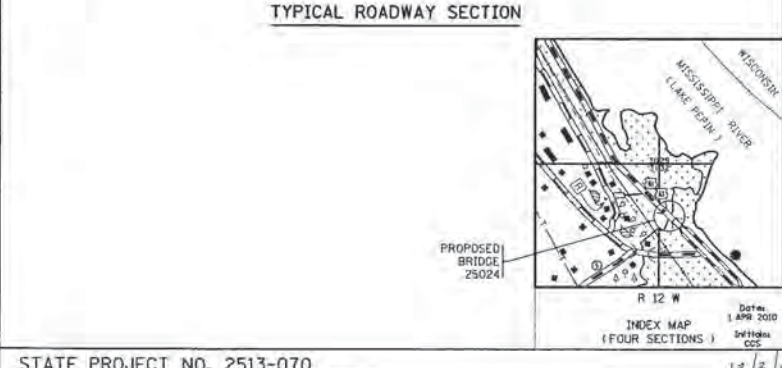 TYPICAL ROADWAY SECTION
WISCONSIN
MISSISSIPPI RIVER
(LAKE PEPIN)
R
PROPOSED
BRIDGE
25024
R 12 W
INDEX MAP
(FOUR SECTIONS)
Date:
1 APR 2010
Initials:
CCS
STATE PROJECT NO. 2513-070